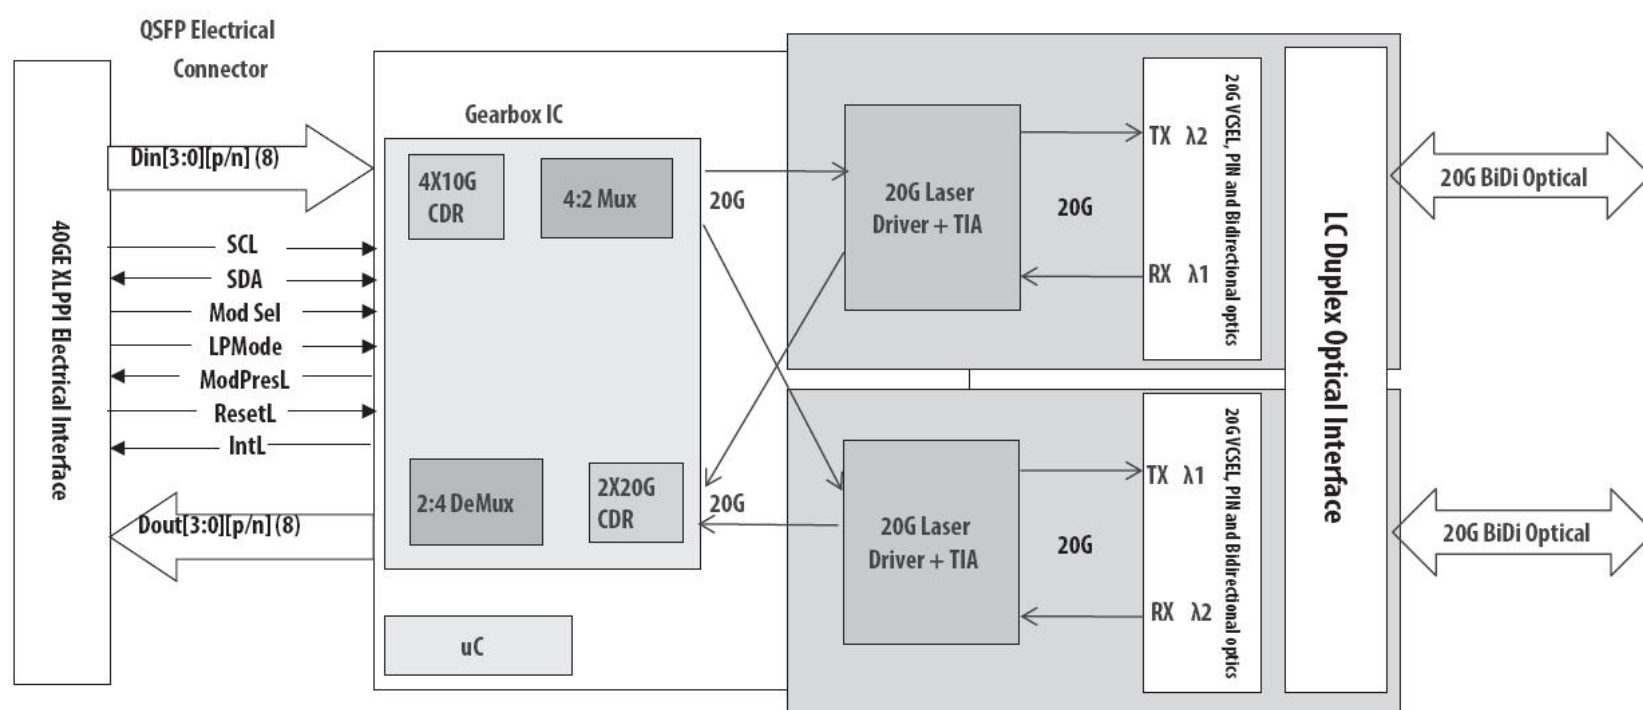 QSFP Electrical
Connector
40GE XLPPI Electrical Interface
Din[3:0][p/n] (8)
SCL
SDA
Mod Sel
LPMode
ModPresL
ResetL
IntL
Dout[3:0][p/n] (8)
Gearbox IC
4X10G
CDR
4:2 Mux
2:4 DeMux
2X20G
CDR
uC
20G
20G
20G Laser
Driver + TIA
20G
TX λ2
RX λ1
20G VCSEL, PIN and Bidirectional optics
20G Laser
Driver + TIA
20G
TX λ1
RX λ2
20G VCSEL, PIN and Bidirectional optics
LC Duplex Optical Interface
20G BiDi Optical
20G BiDi Optical